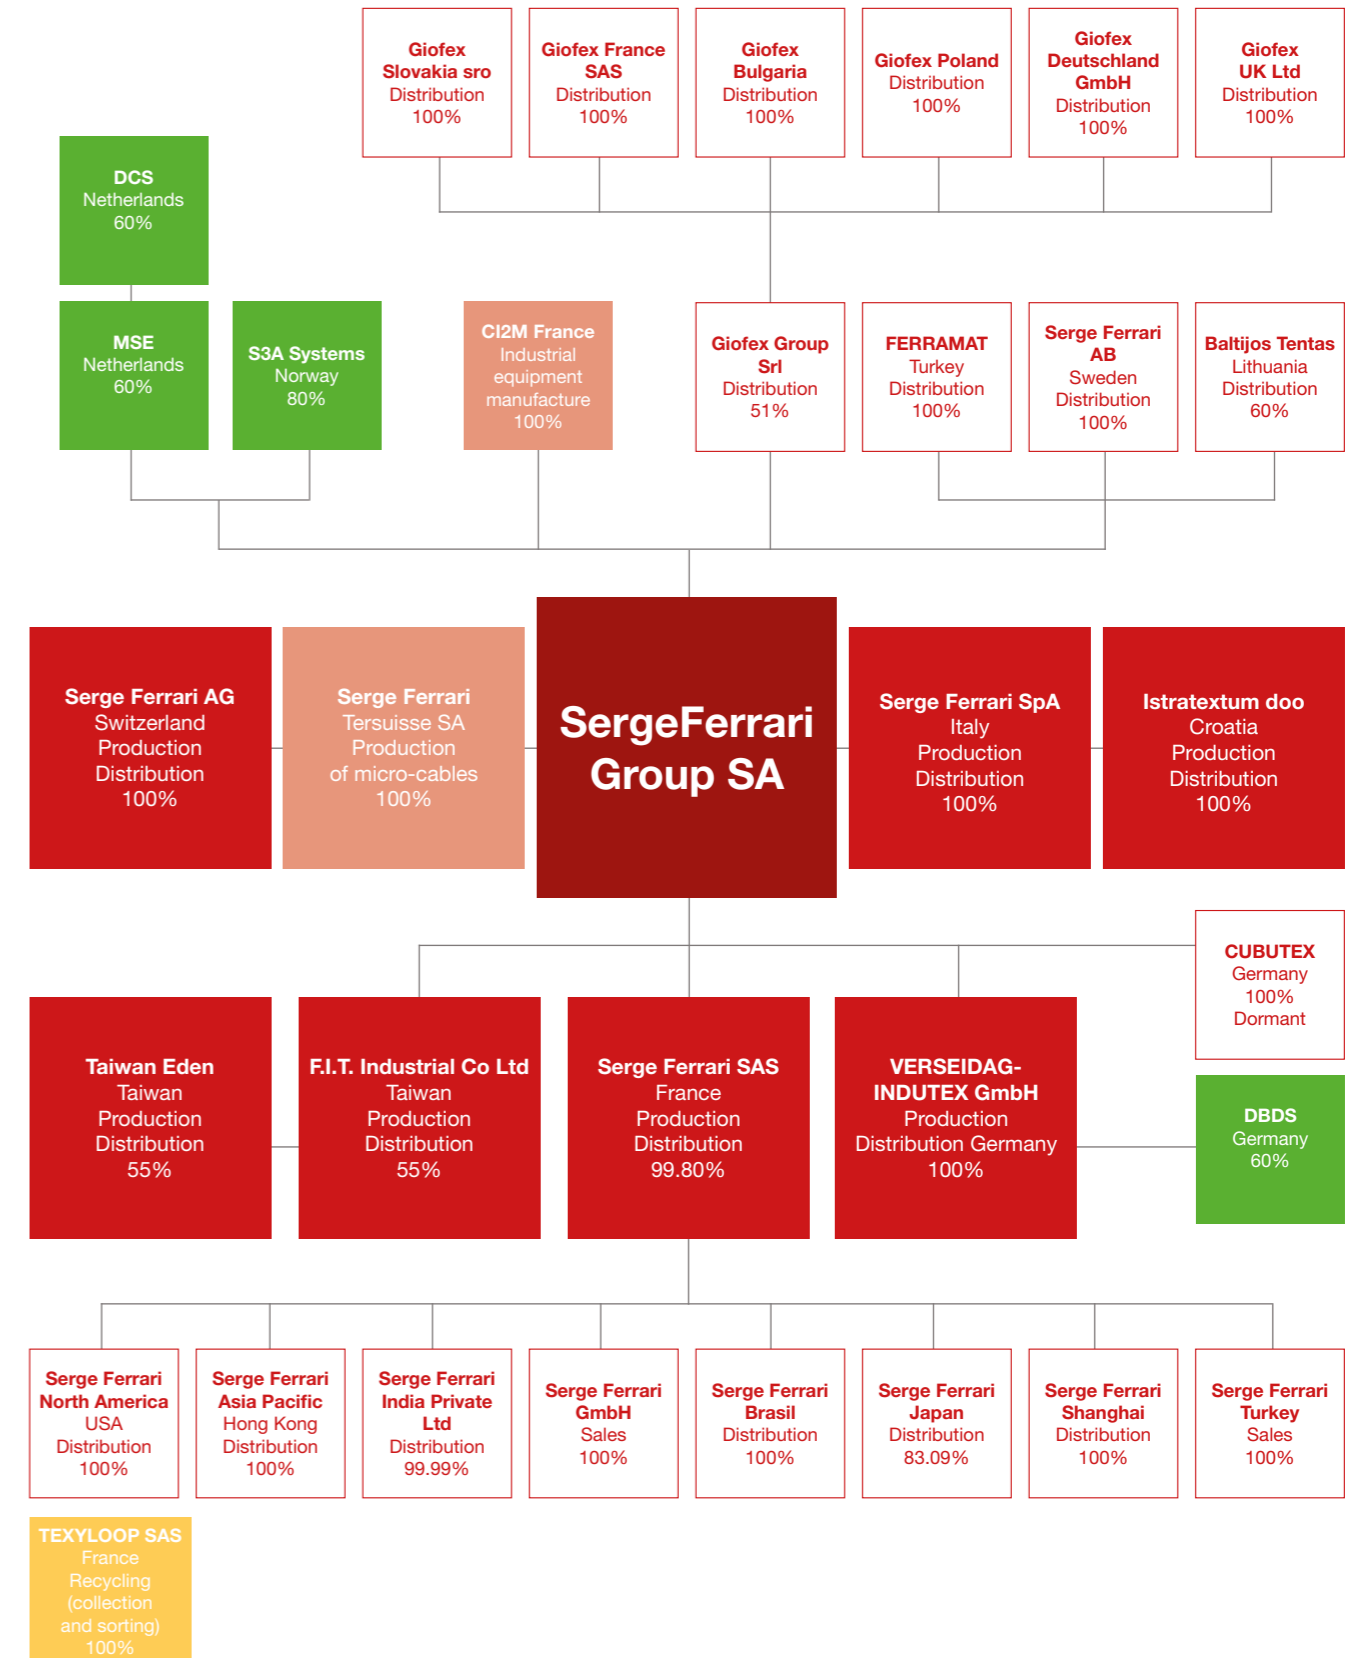 Giofex
Slovakia sro
Distribution
100%
Giofex France
SAS
Distribution
100%
Giofex
Bulgaria
Distribution
100%
Giofex Poland
Distribution
100%
Giofex
Deutschland
GmbH
Distribution
100%
Giofex
UK Ltd
Distribution
100%
DCS
Netherlands
60%
MSE
Netherlands
60%
S3A Systems
Norway
80%
CI2M France
Industrial
equipment
manufacture
100%
Giofex Group
Srl
Distribution
51%
FERRAMAT
Turkey
Distribution
100%
Serge Ferrari
AB
Sweden
Distribution
100%
Baltijos Tentas
Lithuania
Distribution
60%
Serge Ferrari AG
Switzerland
Production
Distribution
100%
Serge Ferrari
Tersuisse SA
Production
of micro-cables
100%
SergeFerrari
Group SA
Serge Ferrari SpA
Italy
Production
Distribution
100%
Istratextum doo
Croatia
Production
Distribution
100%
CUBUTEX
Germany
100%
Dormant
Taiwan Eden
Taiwan
Production
Distribution
55%
F.I.T. Industrial Co Ltd
Taiwan
Production
Distribution
55%
Serge Ferrari SAS
France
Production
Distribution
99.80%
VERSEIDAG-
INDUTEX GmbH
Production
Distribution Germany
100%
DBDS
Germany
60%
Serge Ferrari
North America
USA
Distribution
100%
Serge Ferrari
Asia Pacific
Hong Kong
Distribution
100%
Serge Ferrari
India Private
Ltd
Distribution
99.99%
Serge Ferrari
GmbH
Sales
100%
Serge Ferrari
Brasil
Distribution
100%
Serge Ferrari
Japan
Distribution
83.09%
Serge Ferrari
Shanghai
Distribution
100%
Serge Ferrari
Turkey
Sales
100%
TEXYLOOP SAS
France
Recycling
(collection
and sorting)
100%